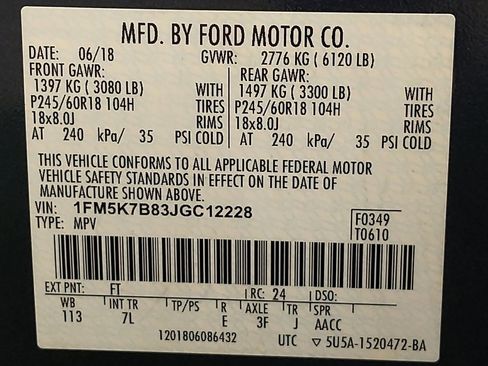 MFD. BY FORD MOTOR CO.
DATE: 06/18 GVWR: 2776 KG ( 6120 LB)
FRONT GAWR: REAR GAWR:
1397 KG ( 3080 LB) WITH 1497 KG ( 3300 LB) WITH
P245/60R18 104H TIRES P245/60R18 104H TIRES
18x8.0J RIMS 18x8.0J RIMS
AT 240 kPa/ 35 PSI COLD AT 240 kPa/ 35 PSI COLD
THIS VEHICLE CONFORMS TO ALL APPLICABLE FEDERAL MOTOR
VEHICLE SAFETY STANDARDS IN EFFECT ON THE DATE OF
MANUFACTURE SHOWN ABOVE.
VIN: 1FM5K7B83JGC12228 F0349
TYPE: MPV T0610
EXT PNT: FT RC: 24 DSO:
WB INT TR TP/PS R AXLE TR SPR
113 7L E 3F J AACC
1201806086432 UTC ▽ 5U5A-1520472-BA